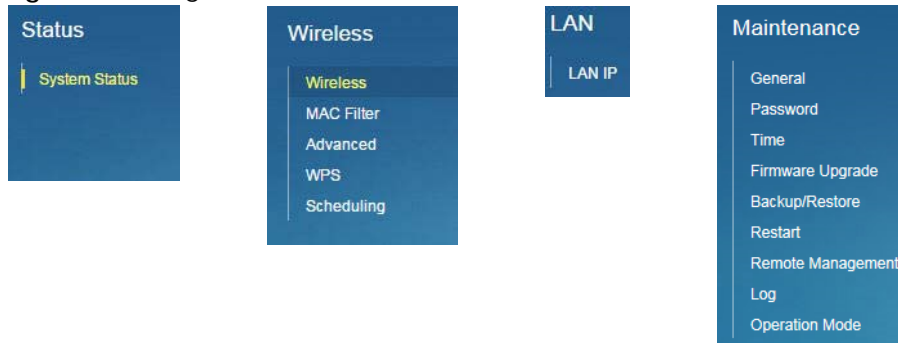 Status
System Status
Wireless
Wireless
MAC Filter
Advanced
WPS
Scheduling
LAN
LAN IP
Maintenance
General
Password
Time
Firmware Upgrade
Backup/Restore
Restart
Remote Management
Log
Operation Mode